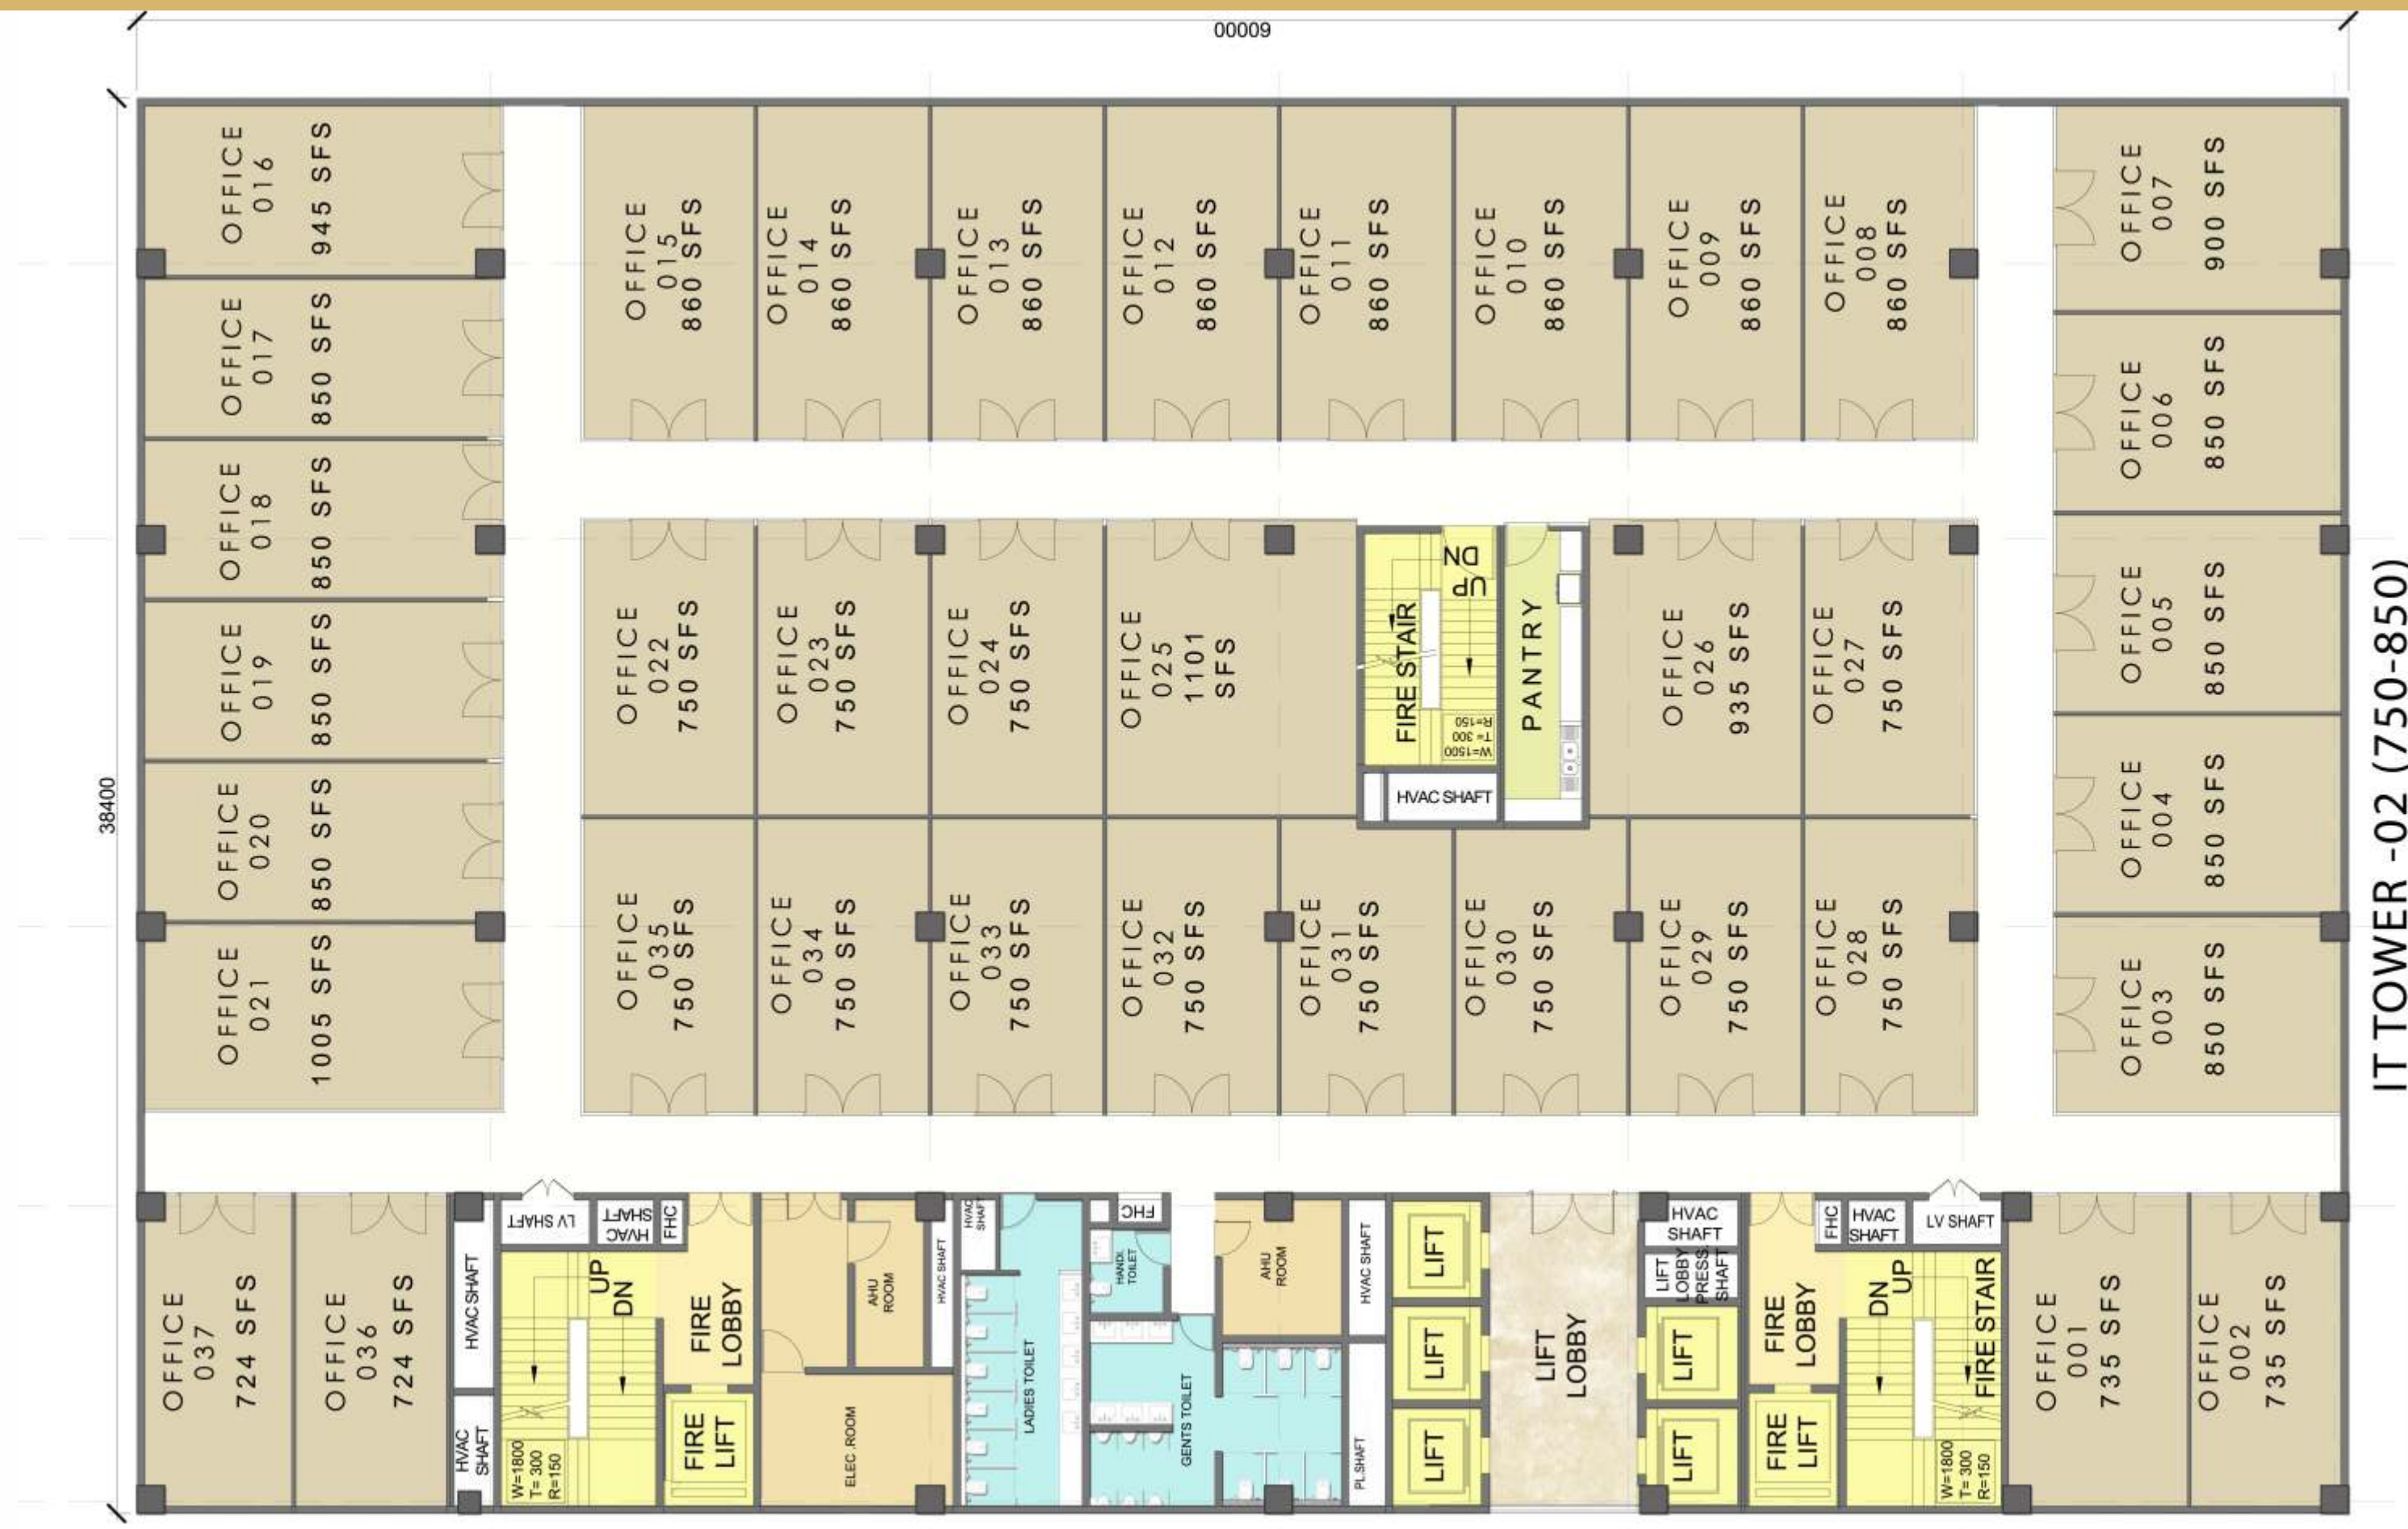 60000
38400
OFFICE
016
945 SFS
OFFICE
015
860 SFS
OFFICE
014
860 SFS
OFFICE
013
860 SFS
OFFICE
012
860 SFS
OFFICE
011
860 SFS
OFFICE
010
860 SFS
OFFICE
009
860 SFS
OFFICE
008
860 SFS
OFFICE
007
900 SFS
OFFICE
017
850 SFS
OFFICE
006
850 SFS
OFFICE
018
850 SFS
OFFICE
019
850 SFS
OFFICE
022
750 SFS
OFFICE
023
750 SFS
OFFICE
024
750 SFS
OFFICE
025
1101
SFS
FIRE STAIR
UP
DN
W=1500
T= 300
R=150
HVAC SHAFT
PANTRY
OFFICE
026
935 SFS
OFFICE
027
750 SFS
OFFICE
005
850 SFS
OFFICE
020
850 SFS
OFFICE
004
850 SFS
OFFICE
021
1005 SFS
OFFICE
035
750 SFS
OFFICE
034
750 SFS
OFFICE
033
750 SFS
OFFICE
032
750 SFS
OFFICE
031
750 SFS
OFFICE
030
750 SFS
OFFICE
029
750 SFS
OFFICE
028
750 SFS
OFFICE
003
850 SFS
OFFICE
037
724 SFS
OFFICE
036
724 SFS
HVAC SHAFT
HVAC
SHAFT
LV SHAFT
HVAC
SHAFT
FHC
UP
DN
W=1800
T= 300
R=150
FIRE
LOBBY
FIRE
LIFT
AHU
ROOM
ELEC .ROOM
HVAC SHAFT
HVAC
SHAFT
LADIES TOILET
FHC
HANDI.
TOILET
GENTS TOILET
AHU
ROOM
HVAC SHAFT
PL.SHAFT
LIFT
LIFT
LIFT
LIFT
LOBBY
HVAC
SHAFT
LIFT
LOBBY
PRESS.
SHAFT
LIFT
LIFT
FIRE
LOBBY
FIRE
LIFT
FHC
HVAC
SHAFT
LV SHAFT
DN
UP
FIRE STAIR
W=1800
T= 300
R=150
OFFICE
001
735 SFS
OFFICE
002
735 SFS
IT TOWER -02 (750-850)